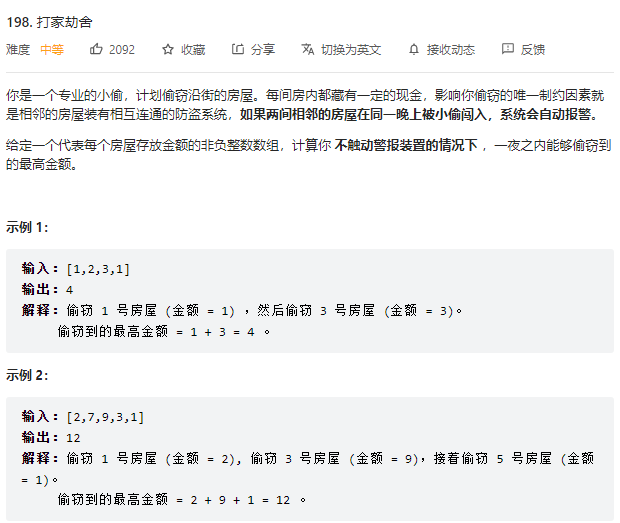 198. 打家劫舍
难度 中等 2092 收藏 分享 切换为英文 接收动态 反馈
你是一个专业的小偷，计划偷窃沿街的房屋。每间房内都藏有一定的现金，影响你偷窃的唯一制约因素就
是相邻的房屋装有相互连通的防盗系统，如果两间相邻的房屋在同一晚上被小偷闯入，系统会自动报警。
给定一个代表每个房屋存放金额的非负整数数组，计算你 不触动警报装置的情况下 ，一夜之内能够偷窃到
的最高金额。
示例 1：
输入：[1,2,3,1]
输出：4
解释：偷窃 1 号房屋 (金额 = 1) ，然后偷窃 3 号房屋 (金额 = 3)。
偷窃到的最高金额 = 1 + 3 = 4 。
示例 2：
输入：[2,7,9,3,1]
输出：12
解释：偷窃 1 号房屋 (金额 = 2), 偷窃 3 号房屋 (金额 = 9)，接着偷窃 5 号房屋 (金额
= 1)。
偷窃到的最高金额 = 2 + 9 + 1 = 12 。